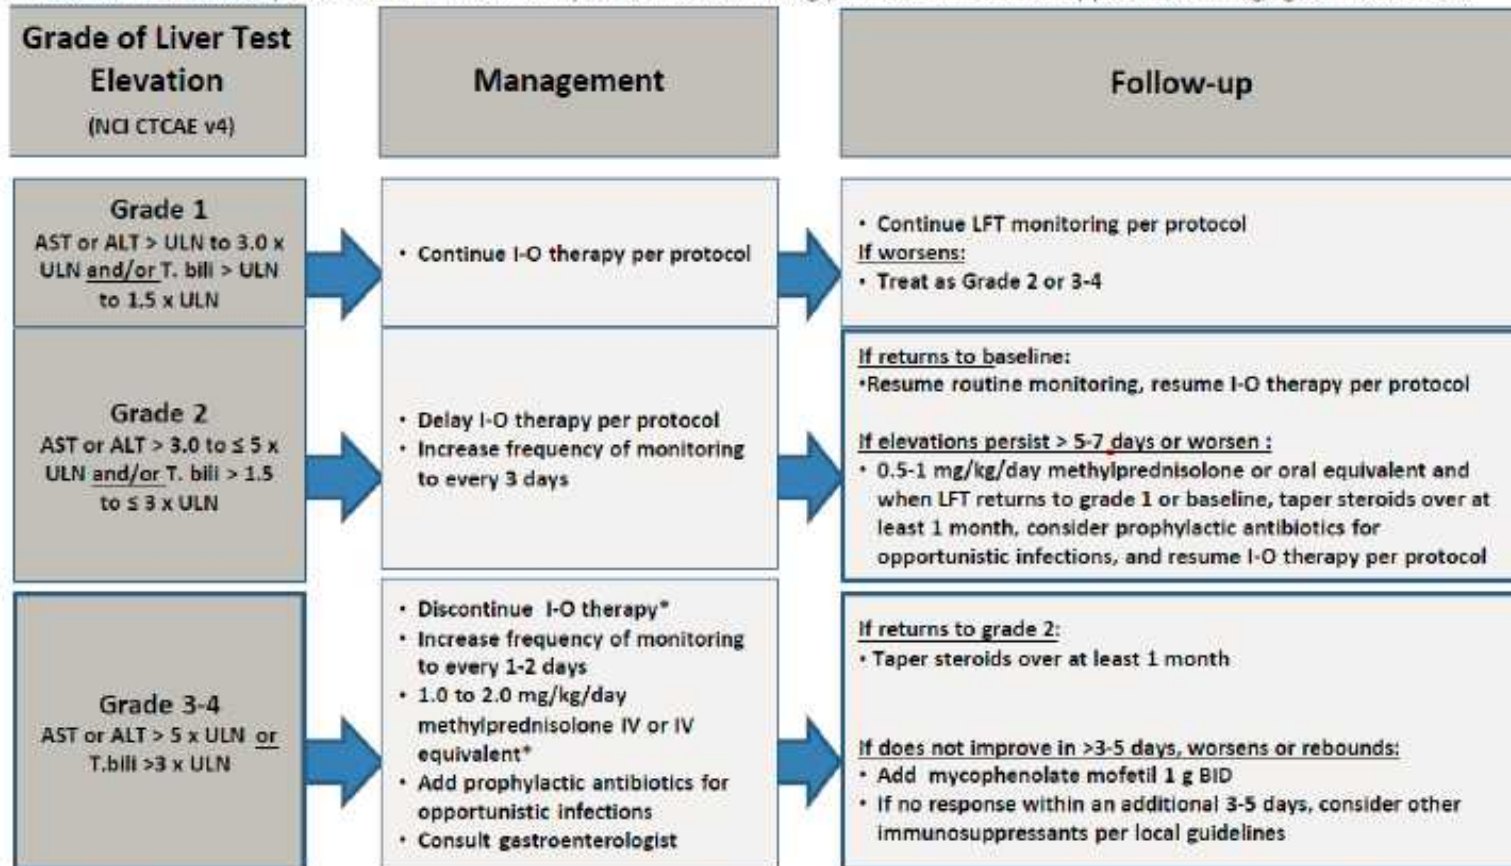 Grade of Liver Test
Elevation
(NCI CTCAE v4)
Management
Follow-up
Grade 1
AST or ALT > ULN to 3.0 x
ULN and/or T. bili > ULN
to 1.5 x ULN
• Continue I-O therapy per protocol
• Continue LFT monitoring per protocol
If worsens:
• Treat as Grade 2 or 3-4
Grade 2
AST or ALT > 3.0 to ≤ 5 x
ULN and/or T. bili > 1.5
to ≤ 3 x ULN
• Delay I-O therapy per protocol
• Increase frequency of monitoring
to every 3 days
If returns to baseline:
•Resume routine monitoring, resume I-O therapy per protocol
If elevations persist > 5-7 days or worsen :
• 0.5-1 mg/kg/day methylprednisolone or oral equivalent and
when LFT returns to grade 1 or baseline, taper steroids over at
least 1 month, consider prophylactic antibiotics for
opportunistic infections, and resume I-O therapy per protocol
Grade 3-4
AST or ALT > 5 x ULN or
T.bili >3 x ULN
• Discontinue I-O therapy*
• Increase frequency of monitoring
to every 1-2 days
• 1.0 to 2.0 mg/kg/day
methylprednisolone IV or IV
equivalent*
• Add prophylactic antibiotics for
opportunistic infections
• Consult gastroenterologist
If returns to grade 2:
• Taper steroids over at least 1 month
If does not improve in >3-5 days, worsens or rebounds:
• Add mycophenolate mofetil 1 g BID
• If no response within an additional 3-5 days, consider other
immunosuppressants per local guidelines